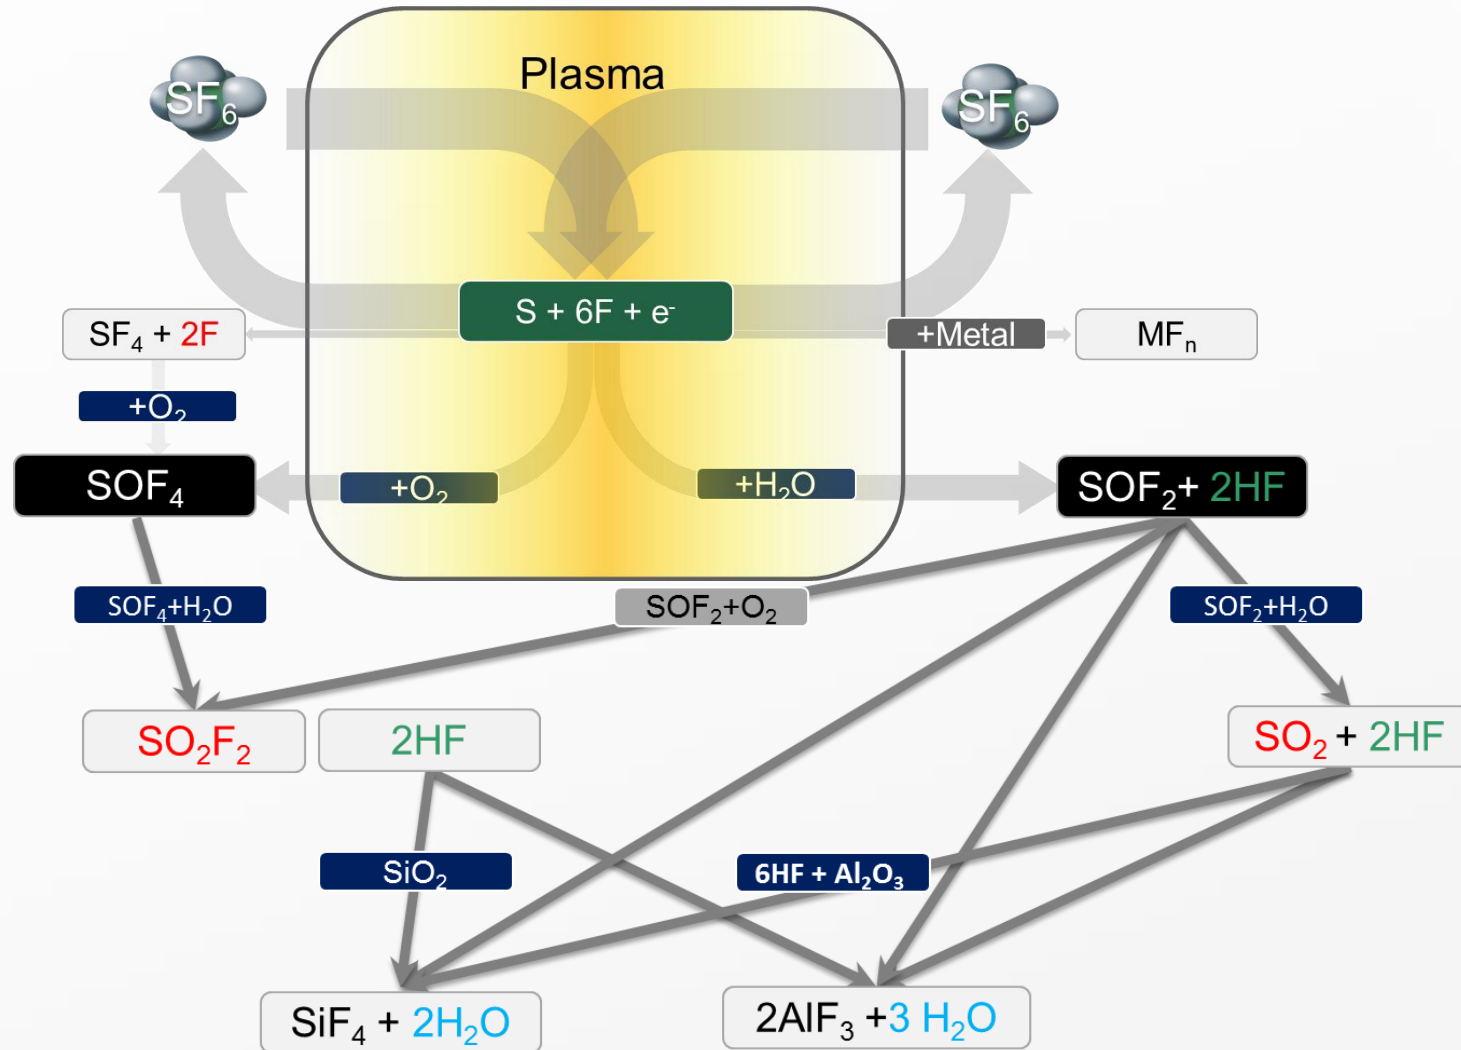 Plasma
SF₆
SF₆
S + 6F + e⁻
SF₄ + 2F
+Metal
MFₙ
+O₂
SOF₄
+O₂
+H₂O
SOF₂+ 2HF
SOF₄+H₂O
SOF₂+O₂
SOF₂+H₂O
SO₂F₂
2HF
SO₂ + 2HF
SiO₂
6HF + Al₂O₃
SiF₄ + 2H₂O
2AlF₃ +3 H₂O